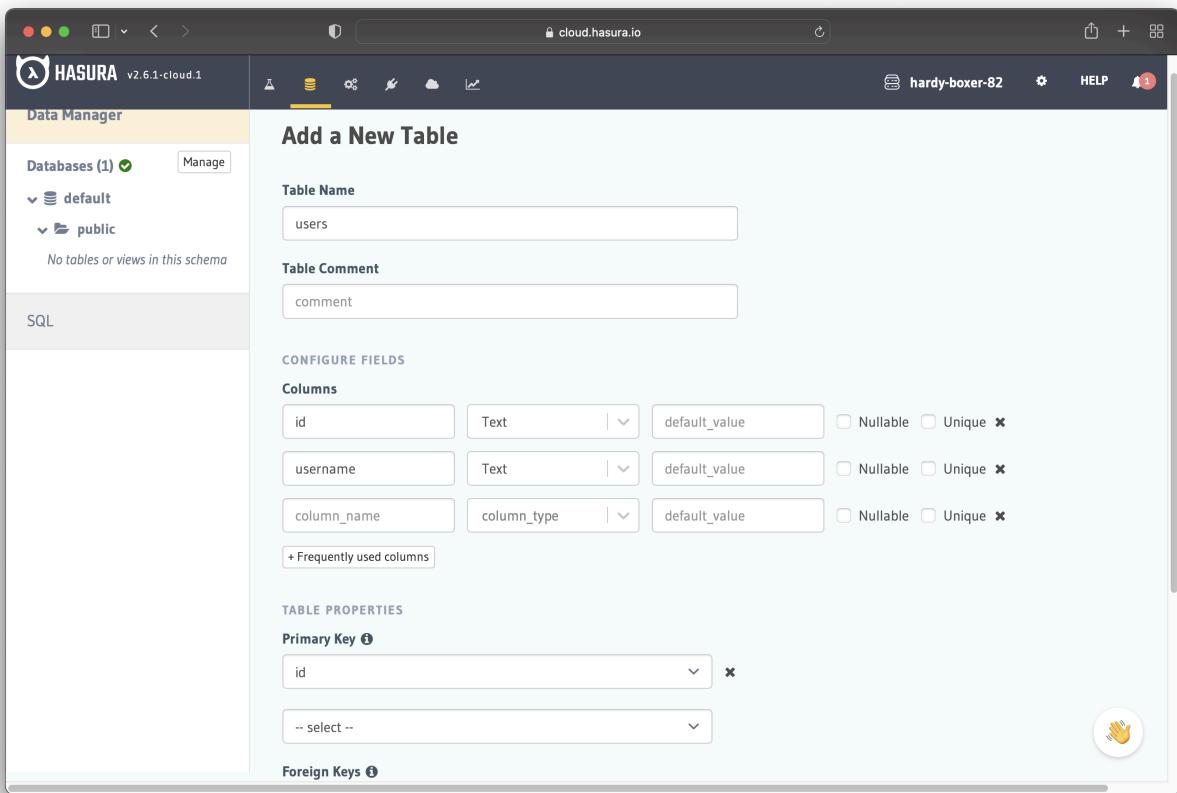 cloud.hasura.io
HASURA v2.6.1-cloud.1
hardy-boxer-82
HELP
1
Data Manager
Databases (1)
Manage
default
public
No tables or views in this schema
SQL
Add a New Table
Table Name
users
Table Comment
comment
CONFIGURE FIELDS
Columns
id Text default_value Nullable Unique
username Text default_value Nullable Unique
column_name column_type default_value Nullable Unique
+ Frequently used columns
TABLE PROPERTIES
Primary Key
id
-- select --
Foreign Keys